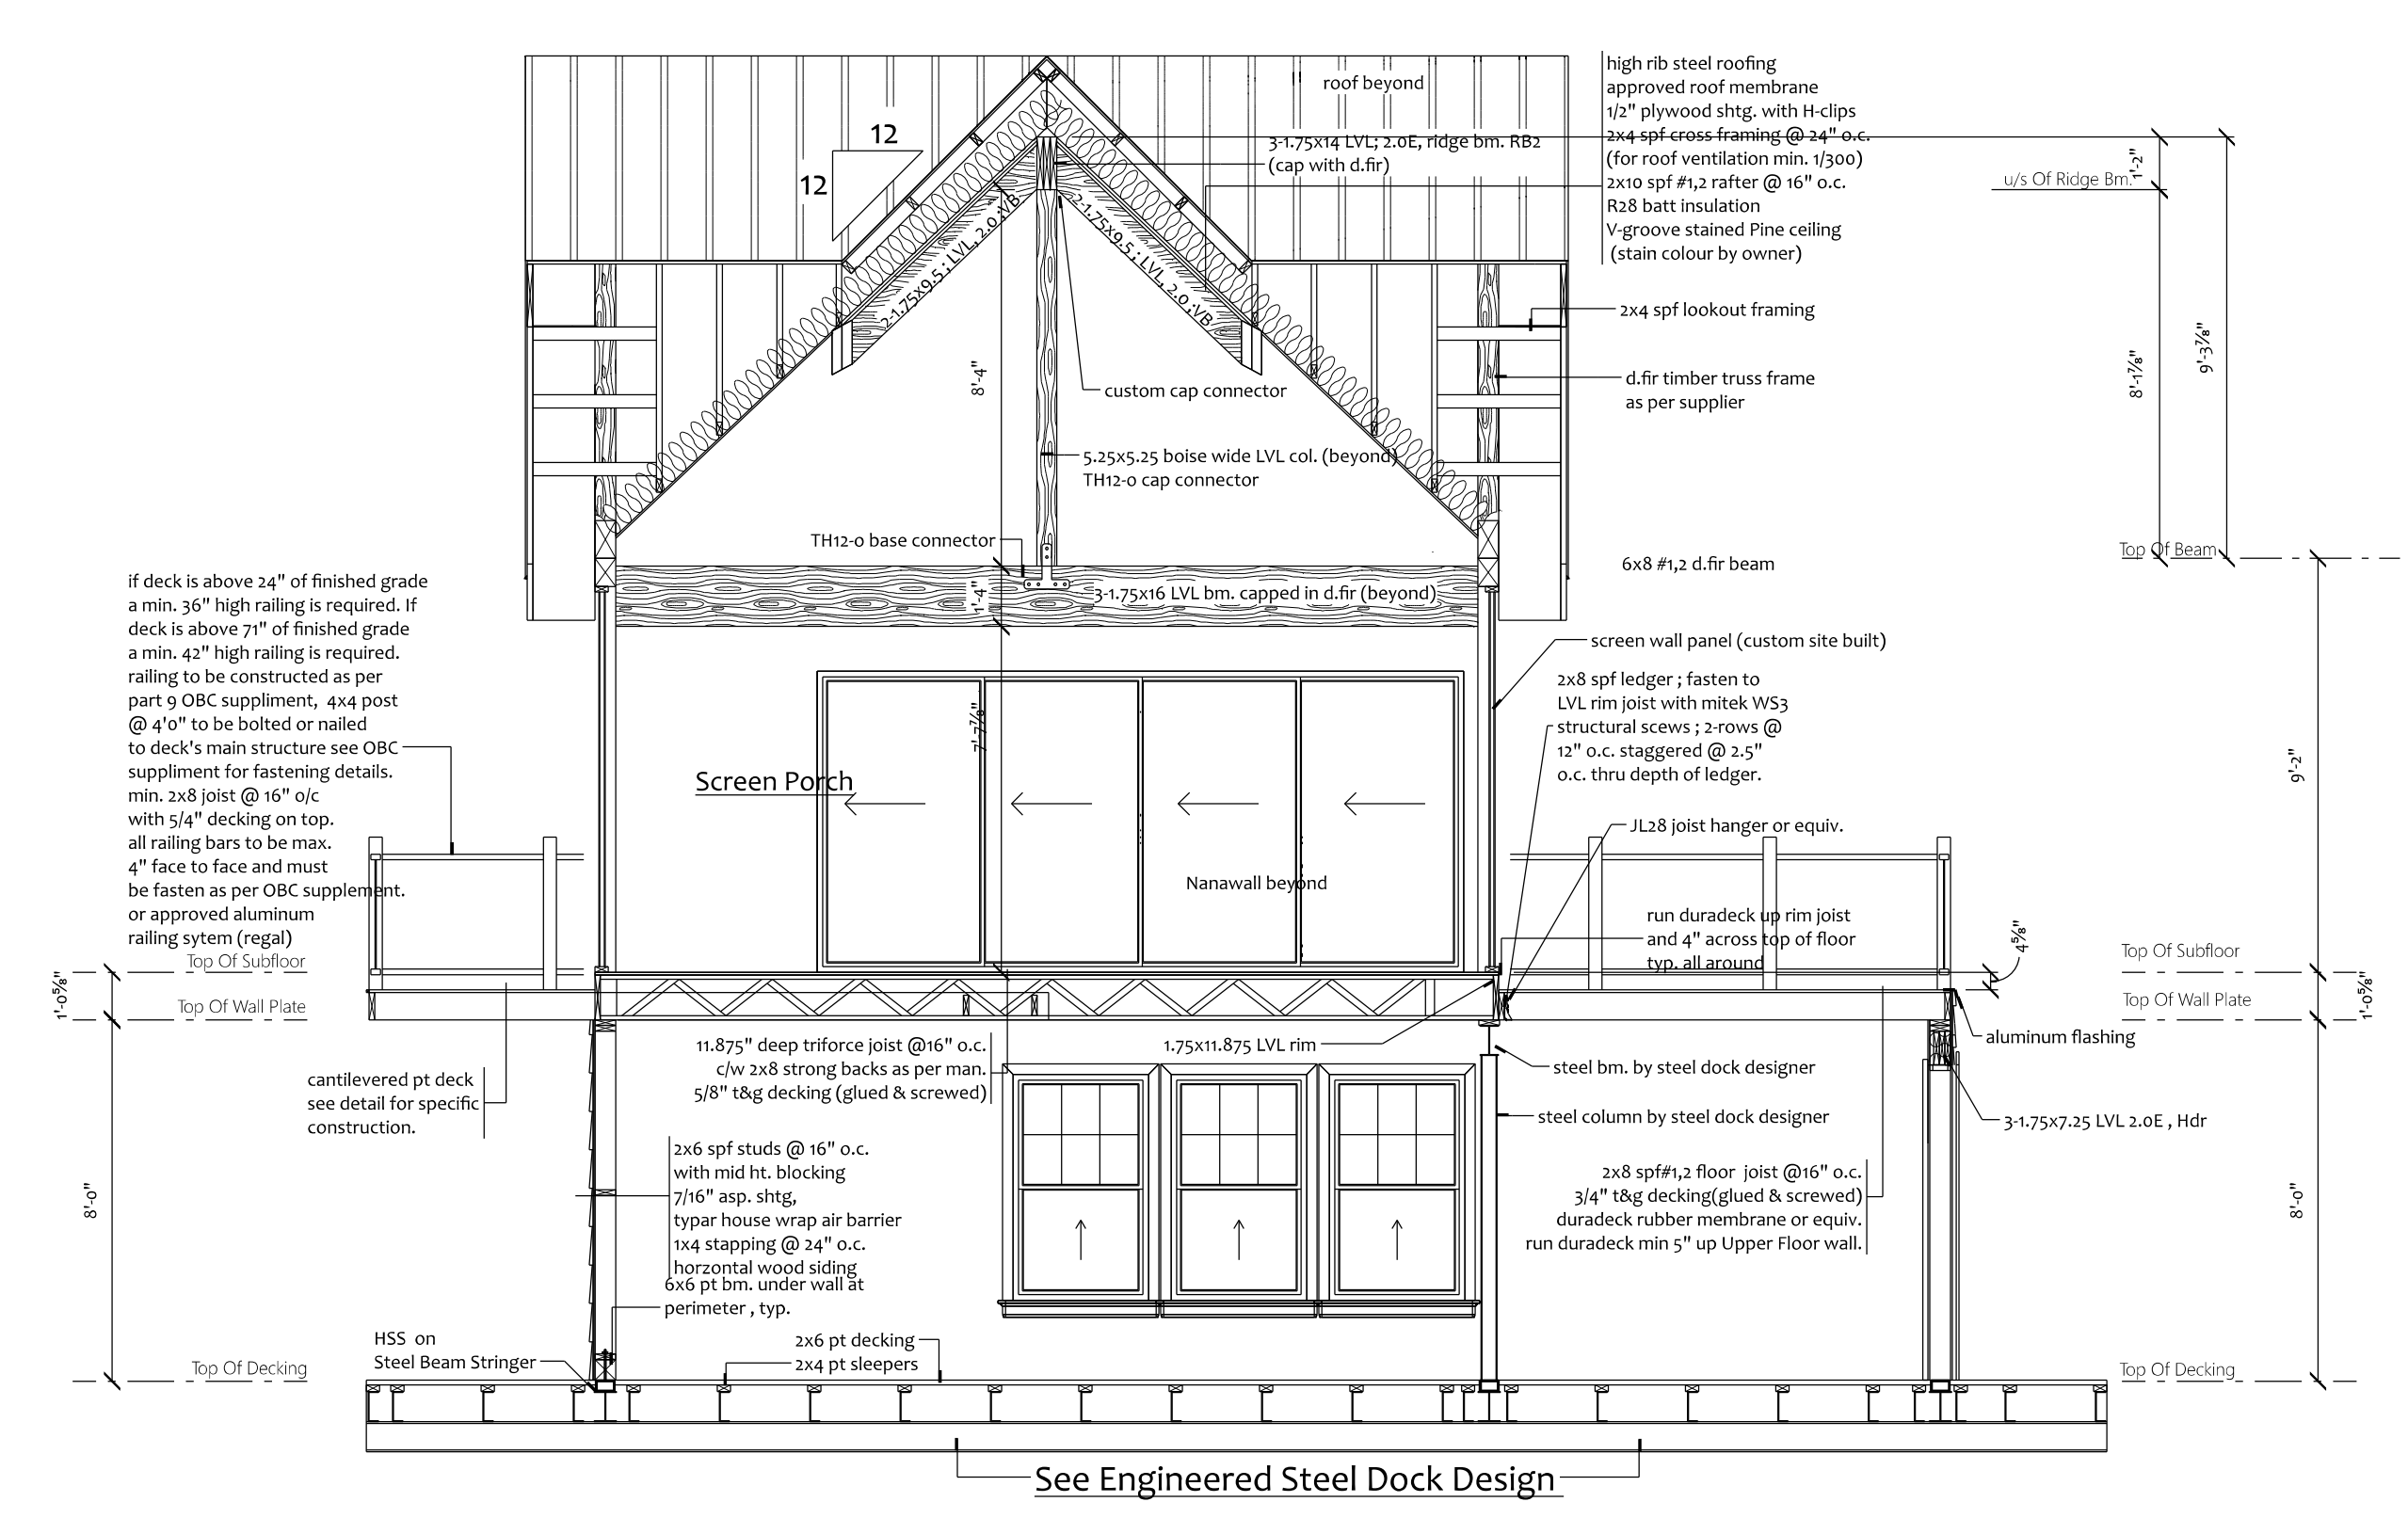 roof beyond
12
12
3-1.75x14 LVL; 2.0E, ridge bm. RB2
(cap with d.fir)
high rib steel roofing
approved roof membrane
1/2" plywood shtg. with H-clips
2x4 spf cross framing @ 24" o.c.
(for roof ventilation min. 1/300)
2x10 spf #1,2 rafter @ 16" o.c.
R28 batt insulation
V-groove stained Pine ceiling
(stain colour by owner)
1'-2"
u/s Of Ridge Bm.
2-1.75x9.5 ; LVL, 2.0 ;VB
2-1.75x9.5 ; LVL, 2.0 ;VB
2x4 spf lookout framing
8'-4"
custom cap connector
d.fir timber truss frame
as per supplier
8'-1⅞"
9'-3⅞"
5.25x5.25 boise wide LVL col. (beyond)
TH12-0 cap connector
TH12-0 base connector
Top Of Beam
6x8 #1,2 d.fir beam
1'-4"
3-1.75x16 LVL bm. capped in d.fir (beyond)
if deck is above 24" of finished grade
a min. 36" high railing is required. If
deck is above 71" of finished grade
a min. 42" high railing is required.
railing to be constructed as per
part 9 OBC suppliment, 4x4 post
@ 4'0" to be bolted or nailed
to deck's main structure see OBC
suppliment for fastening details.
min. 2x8 joist @ 16" o/c
with 5/4" decking on top.
all railing bars to be max.
4" face to face and must
be fasten as per OBC supplement.
or approved aluminum
railing sytem (regal)
screen wall panel (custom site built)
2x8 spf ledger ; fasten to
LVL rim joist with mitek WS3
structural scews ; 2-rows @
12" o.c. staggered @ 2.5"
o.c. thru depth of ledger.
7'-7⅞"
Screen Porch
9'-2"
JL28 joist hanger or equiv.
Nanawall beyond
run duradeck up rim joist
and 4" across top of floor
typ. all around
4⅝"
Top Of Subfloor
Top Of Subfloor
1'-0⅝"
Top Of Wall Plate
Top Of Wall Plate
1'-0⅝"
11.875" deep triforce joist @16" o.c.
c/w 2x8 strong backs as per man.
5/8" t&g decking (glued & screwed)
1.75x11.875 LVL rim
aluminum flashing
steel bm. by steel dock designer
cantilevered pt deck
see detail for specific
construction.
steel column by steel dock designer
3-1.75x7.25 LVL 2.0E , Hdr
2x6 spf studs @ 16" o.c.
with mid ht. blocking
7/16" asp. shtg,
typar house wrap air barrier
1x4 stapping @ 24" o.c.
horzontal wood siding
6x6 pt bm. under wall at
perimeter , typ.
2x8 spf#1,2 floor joist @16" o.c.
3/4" t&g decking(glued & screwed)
duradeck rubber membrane or equiv.
run duradeck min 5" up Upper Floor wall.
8'-0"
8'-0"
HSS on
Steel Beam Stringer
2x6 pt decking
2x4 pt sleepers
Top Of Decking
Top Of Decking
See Engineered Steel Dock Design